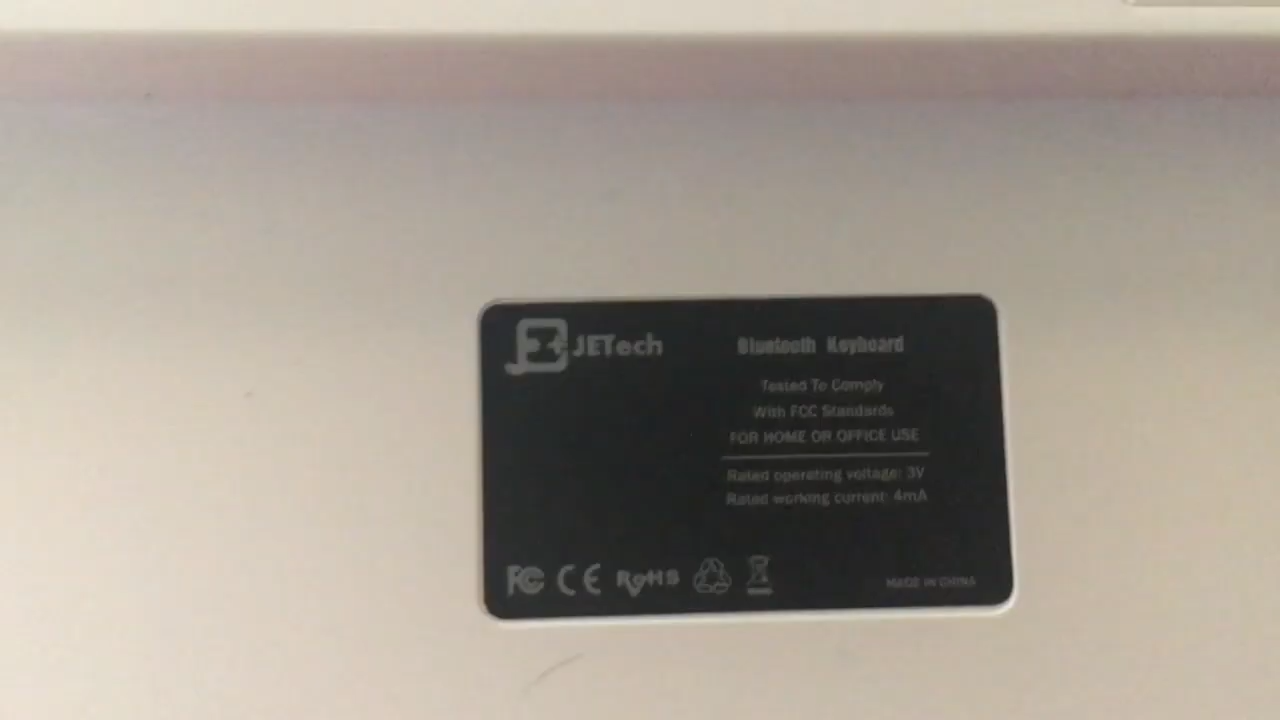 JETech
Bluetooth Keyboard
Tested To Comply
With FCC Standards
FOR HOME OR OFFICE USE
Rated operating voltage: 3V
Rated working current: 4mA
FC CE RoHS
MADE IN CHINA